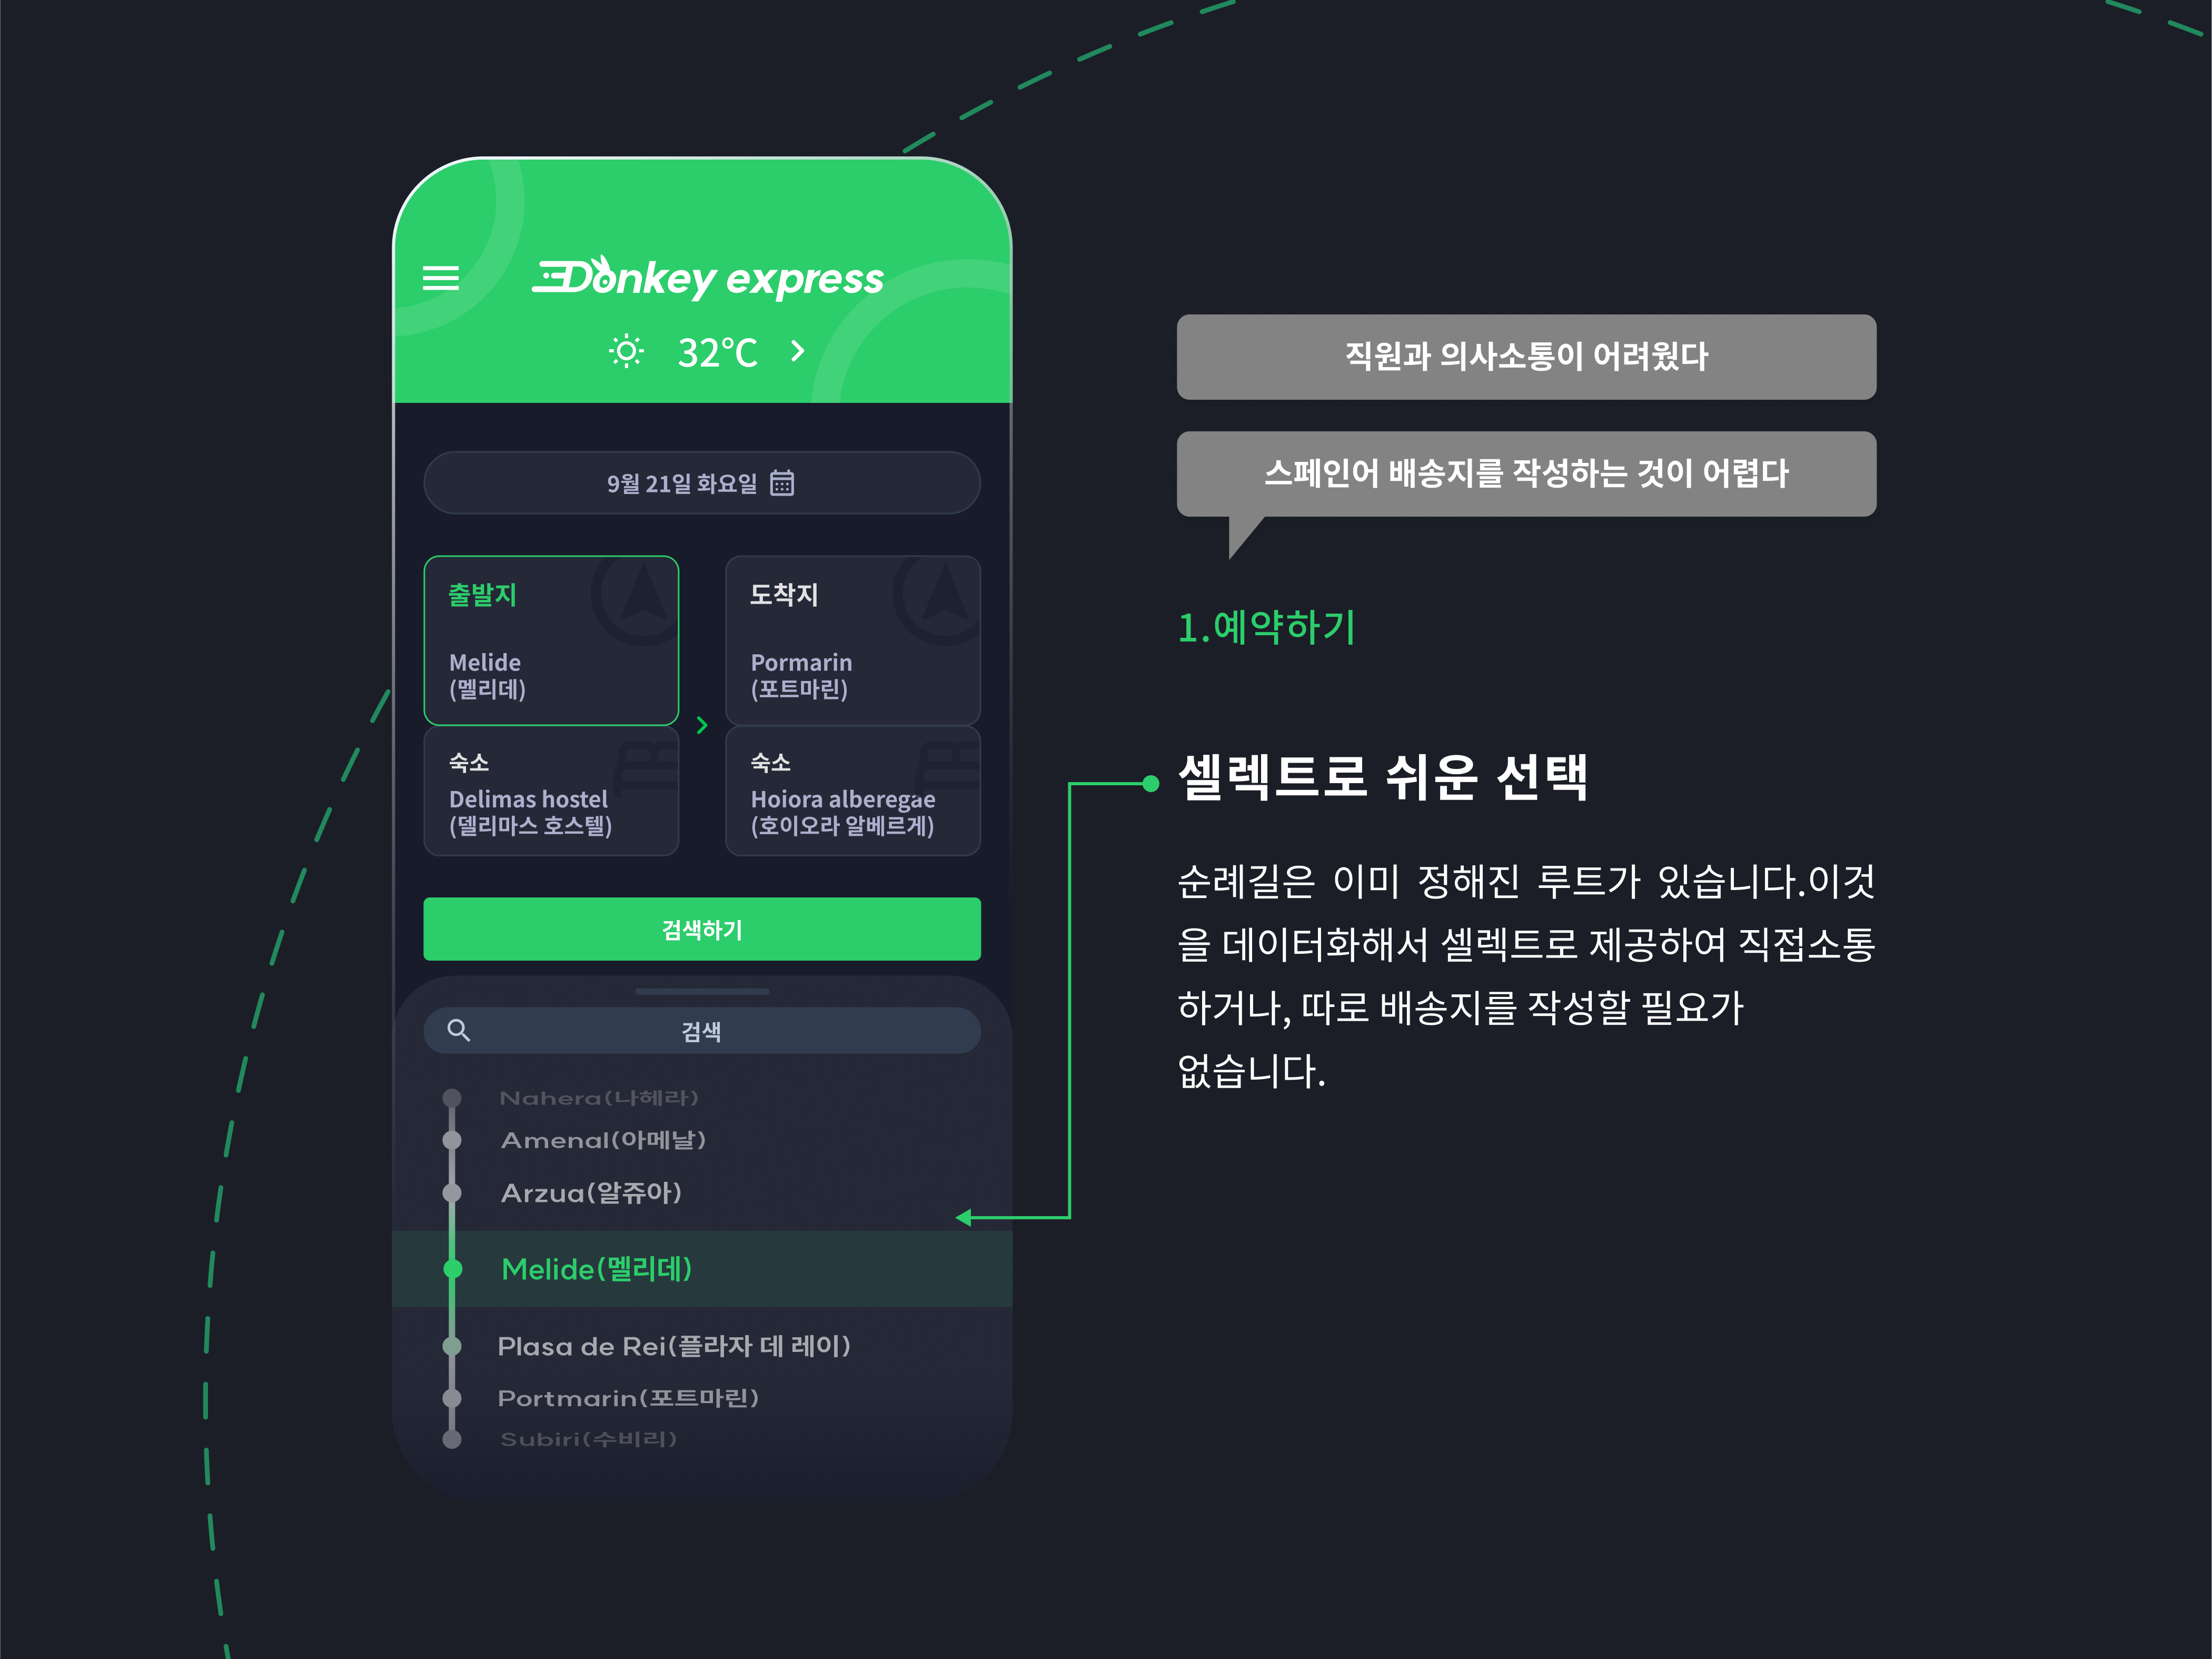 Donkey express
32°C
9월 21일 화요일
출발지
Melide
(멜리데)
숙소
Delimas hostel
(델리마스 호스텔)
도착지
Pormarin
(포트마린)
숙소
Hoiora alberegae
(호이오라 알베르게)
검색하기
검색
Nahera(나헤라)
Amenal(아메날)
Arzua(알쥬아)
Melide(멜리데)
Plasa de Rei(플라자 데 레이)
Portmarin(포트마린)
Subiri(수비리)
직원과 의사소통이 어려웠다
스페인어 배송지를 작성하는 것이 어렵다
1.예약하기
셀렉트로 쉬운 선택
순례길은 이미 정해진 루트가 있습니다.이것
을 데이터화해서 셀렉트로 제공하여 직접소통
하거나, 따로 배송지를 작성할 필요가
없습니다.